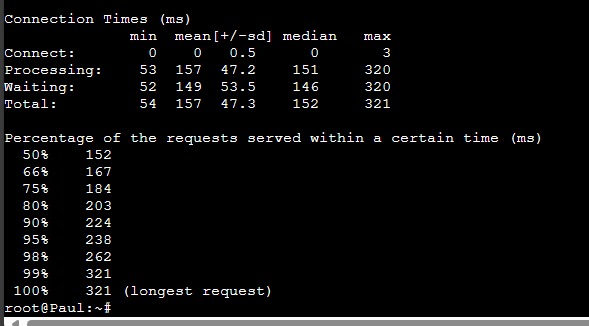 Connection Times (ms)
              min  mean[+/-sd] median   max
Connect:        0    0   0.5      0       3
Processing:    53  157  47.2    151     320
Waiting:       52  149  53.5    146     320
Total:         54  157  47.3    152     321
Percentage of the requests served within a certain time (ms)
  50%    152
  66%    167
  75%    184
  80%    203
  90%    224
  95%    238
  98%    262
  99%    321
 100%    321 (longest request)
root@Paul:~#